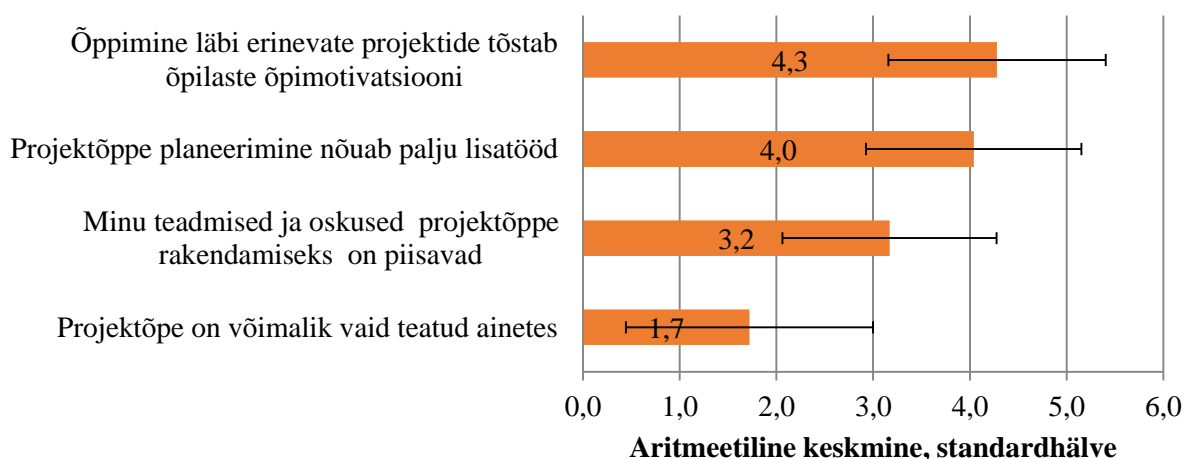 Õppimine läbi erinevate projektide tõstab
õpilaste õpimotivatsiooni
4,3
Projektõppe planeerimine nõuab palju lisatööd
4,0
Minu teadmised ja oskused projektõppe
rakendamiseks on piisavad
3,2
Projektõpe on võimalik vaid teatud ainetes
1,7
0,0 1,0 2,0 3,0 4,0 5,0 6,0
Aritmeetiline keskmine, standardhälve